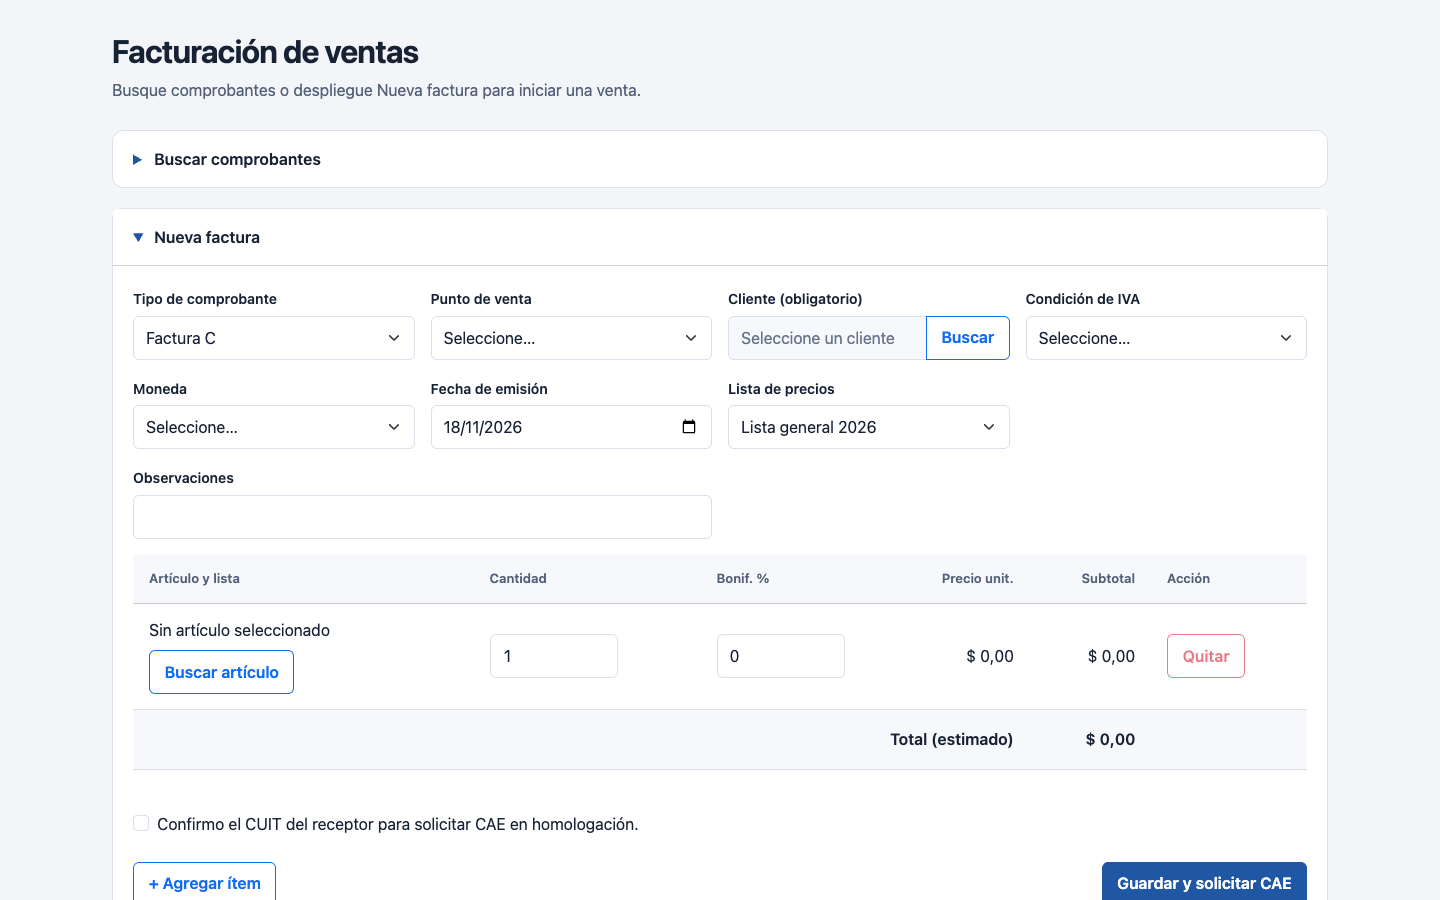 Facturación de ventas
Busque comprobantes o despliegue Nueva factura para iniciar una venta.
Buscar comprobantes
Nueva factura
Tipo de comprobante
Punto de venta
Cliente (obligatorio)
Condición de IVA
Factura C
Seleccione...
Seleccione un cliente
Buscar
Seleccione...
Moneda
Fecha de emisión
Lista de precios
Seleccione...
18/11/2026
Lista general 2026
Observaciones
Artículo y lista
Cantidad
Bonif. %
Precio unit.
Subtotal
Acción
Sin artículo seleccionado
Buscar artículo
1
0
$ 0,00
$ 0,00
Quitar
Total (estimado)
$ 0,00
Confirmo el CUIT del receptor para solicitar CAE en homologación.
+ Agregar ítem
Guardar y solicitar CAE